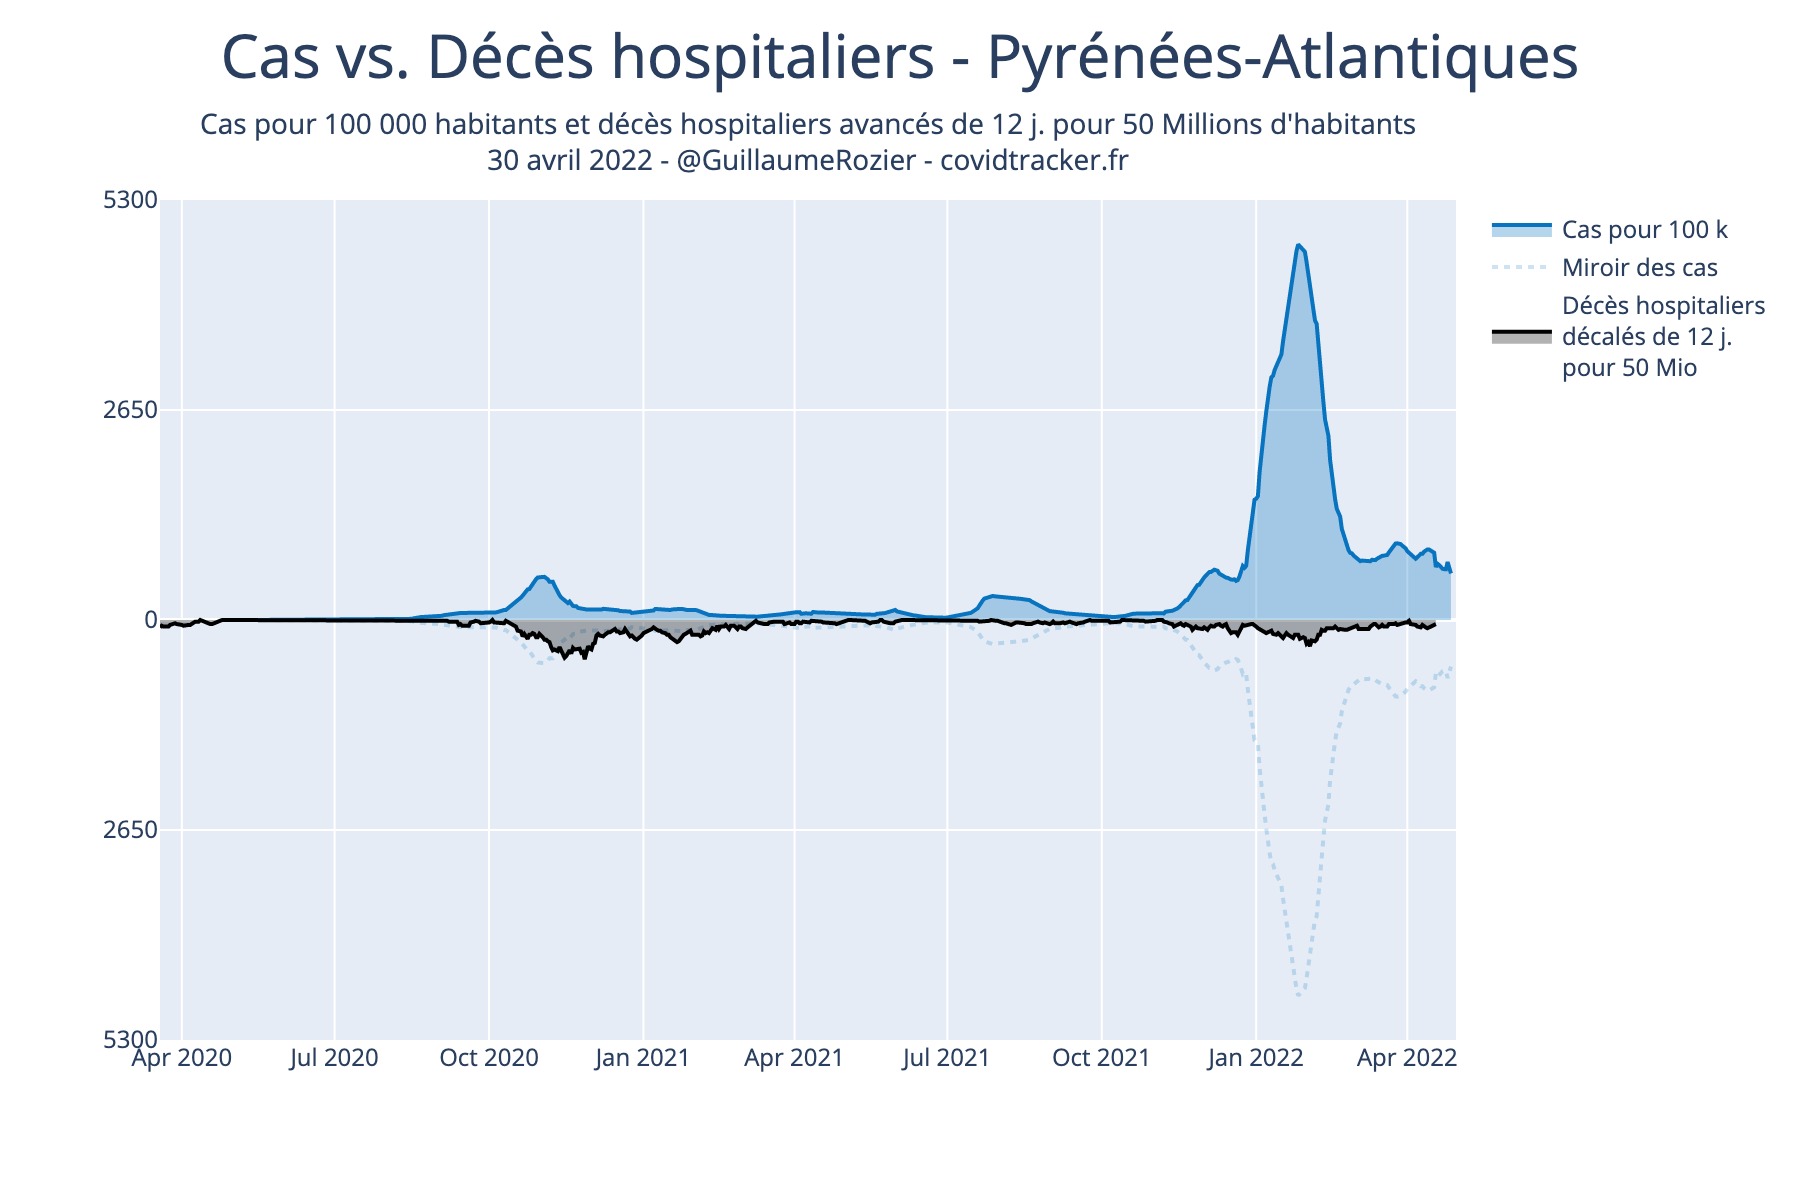 Cas vs. Décès hospitaliers - Pyrénées-Atlantiques
Cas pour 100 000 habitants et décès hospitaliers avancés de 12 j. pour 50 Millions d'habitants
30 avril 2022 - @GuillaumeRozier - covidtracker.fr
5300
2650
0
2650
5300
Apr 2020
Jul 2020
Oct 2020
Jan 2021
Apr 2021
Jul 2021
Oct 2021
Jan 2022
Apr 2022
Cas pour 100 k
Miroir des cas
Décès hospitaliers
décalés de 12 j.
pour 50 Mio